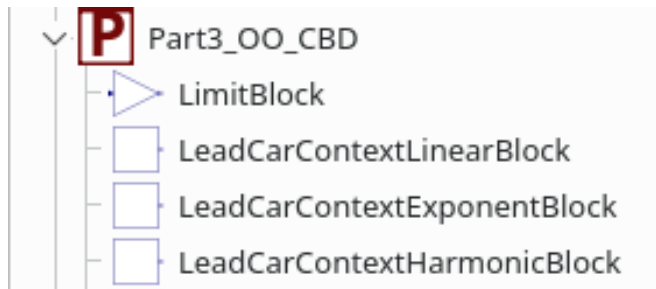 P Part3_OO_CBD
LimitBlock
LeadCarContextLinearBlock
LeadCarContextExponentBlock
LeadCarContextHarmonicBlock